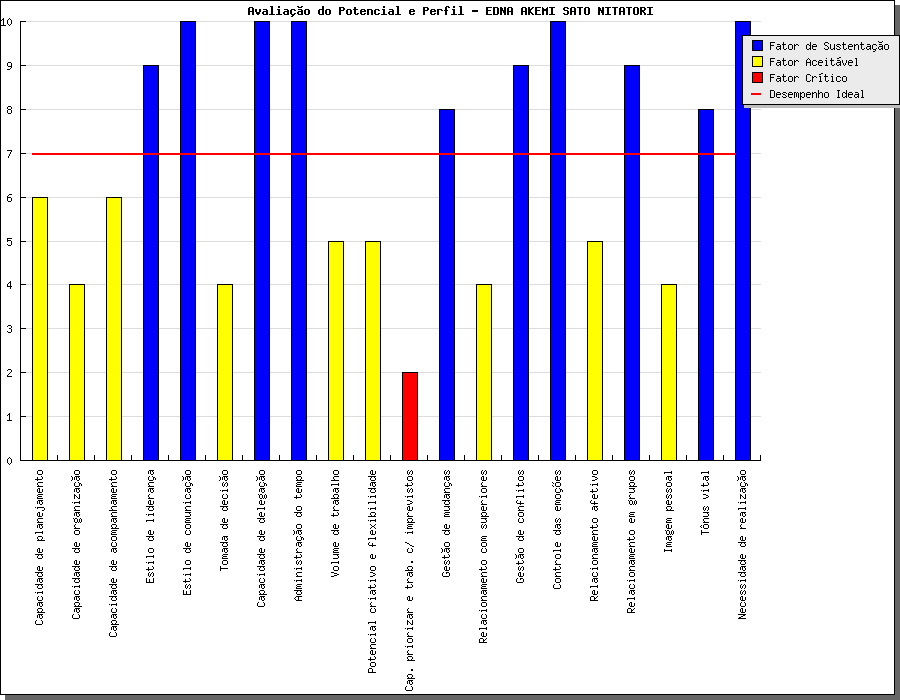 Avaliação do Potencial e Perfil - EDNA AKEMI SATO NITATORI
Fator de Sustentação
Fator Aceitável
Fator Crítico
Desempenho Ideal
10
9
8
7
6
5
4
3
2
1
0
Capacidade de planejamento
Capacidade de organização
Capacidade de acompanhamento
Estilo de liderança
Estilo de comunicação
Tomada de decisão
Capacidade de delegação
Administração do tempo
Volume de trabalho
Potencial criativo e flexibilidade
Cap. priorizar e trab. c/ imprevistos
Gestão de mudanças
Relacionamento com superiores
Gestão de conflitos
Controle das emoções
Relacionamento afetivo
Relacionamento em grupos
Imagem pessoal
Tônus vital
Necessidade de realização